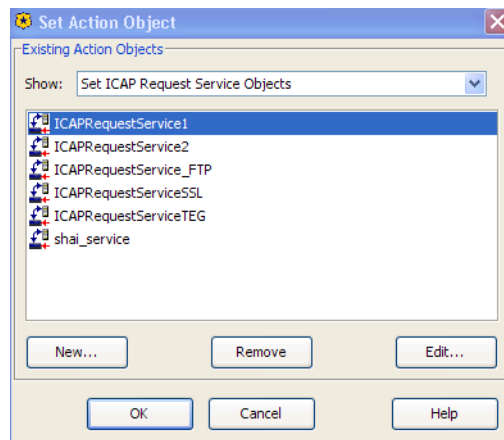 Set Action Object
Existing Action Objects
Show: Set ICAP Request Service Objects
ICAPRequestService1
ICAPRequestService2
ICAPRequestService_FTP
ICAPRequestServiceSSL
ICAPRequestServiceTEG
shai_service
New... Remove Edit...
OK Cancel Help